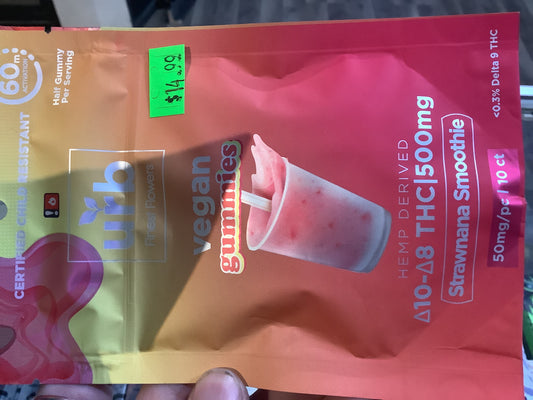 60m
ACTIVATION
Half Gummy
Per Serving
CERTIFIED CHILD RESISTANT
urb
Finest Flowers
$14.99
vegan
gummies
HEMP DERIVED
Δ10-Δ8 THC|500mg
Strawnana Smoothie
50mg/pc | 10 ct
<0.3% Delta 9 THC